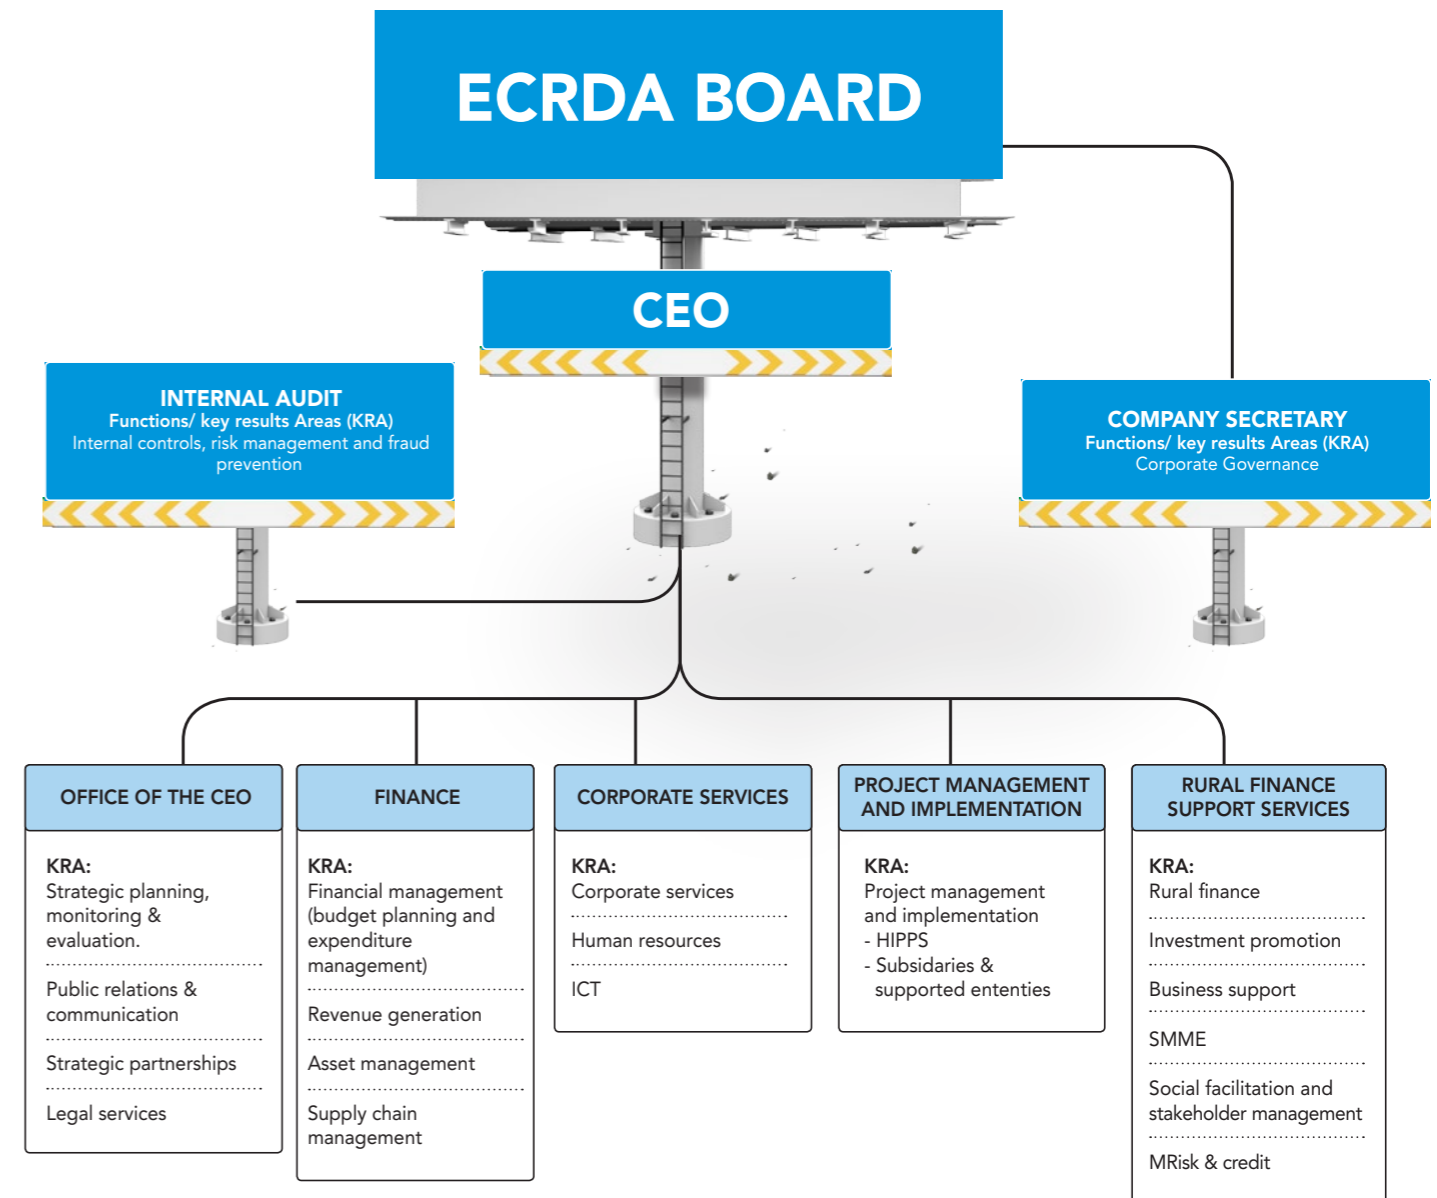 ECRDA BOARD
CEO
INTERNAL AUDIT
Functions/ key results Areas (KRA)
Internal controls, risk management and fraud
prevention
COMPANY SECRETARY
Functions/ key results Areas (KRA)
Corporate Governance
OFFICE OF THE CEO
KRA:
Strategic planning,
monitoring &
evaluation.
Public relations &
communication
Strategic partnerships
Legal services
FINANCE
KRA:
Financial management
(budget planning and
expenditure
management)
Revenue generation
Asset management
Supply chain
management
CORPORATE SERVICES
KRA:
Corporate services
Human resources
ICT
PROJECT MANAGEMENT
AND IMPLEMENTATION
KRA:
Project management
and implementation
- HIPPS
- Subsidaries &
supported ententies
RURAL FINANCE
SUPPORT SERVICES
KRA:
Rural finance
Investment promotion
Business support
SMME
Social facilitation and
stakeholder management
MRisk & credit